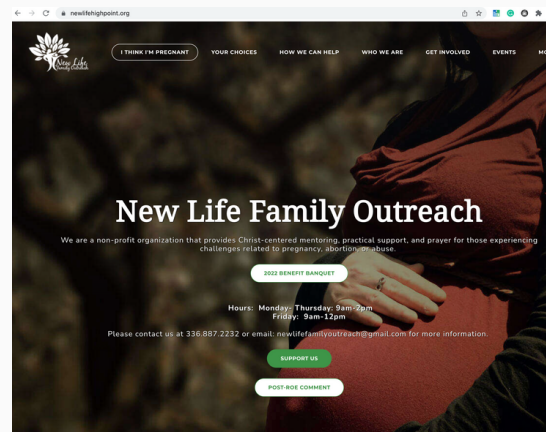 newlifehighpoint.org
New Life
Family Outreach
I THINK I'M PREGNANT
YOUR CHOICES
HOW WE CAN HELP
WHO WE ARE
GET INVOLVED
EVENTS
MO
New Life Family Outreach
We are a non-profit organization that provides Christ-centered mentoring, practical support, and prayer for those experiencing
challenges related to pregnancy, abortion, or abuse.
2022 BENEFIT BANQUET
Hours: Monday- Thursday: 9am-2pm
Friday: 9am-12pm
Please contact us at 336.887.2232 or email: newlifefamilyoutreach@gmail.com for more information.
SUPPORT US
POST-ROE COMMENT